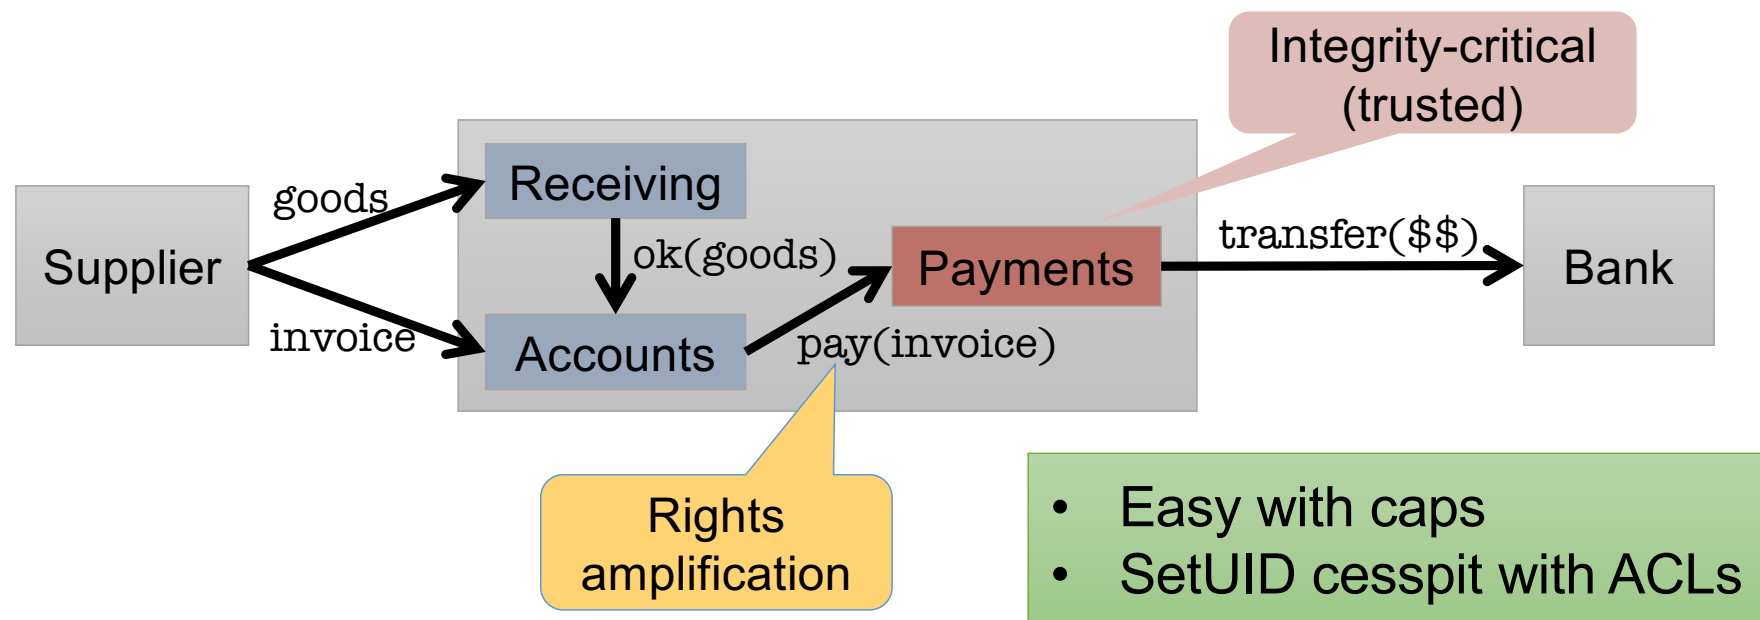 Integrity-critical
(trusted)
Supplier
goods
invoice
Receiving
ok(goods)
Accounts
pay(invoice)
Payments
transfer($$)
Bank
Rights
amplification
• Easy with caps
• SetUID cesspit with ACLs